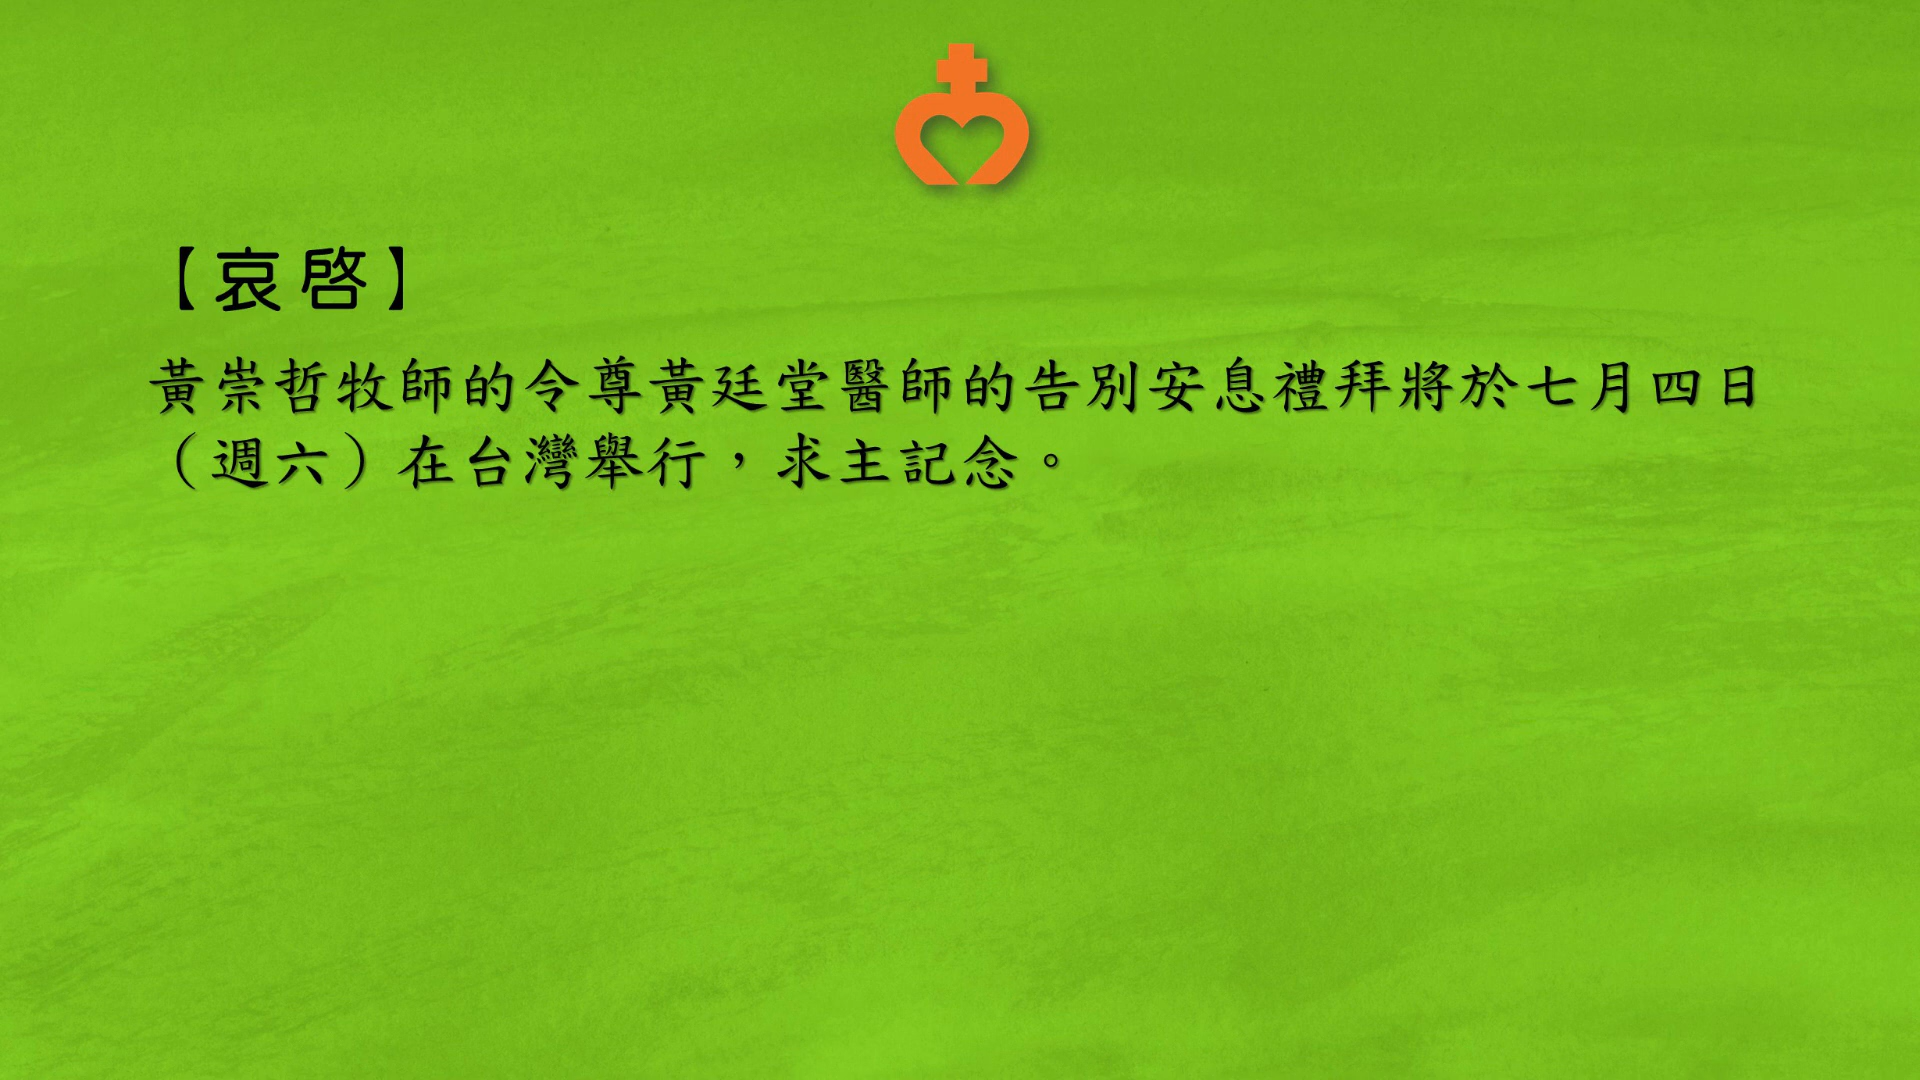 【哀啓】
黃崇哲牧師的令尊黃廷堂醫師的告別安息禮拜將於七月四日
（週六）在台灣舉行，求主記念。